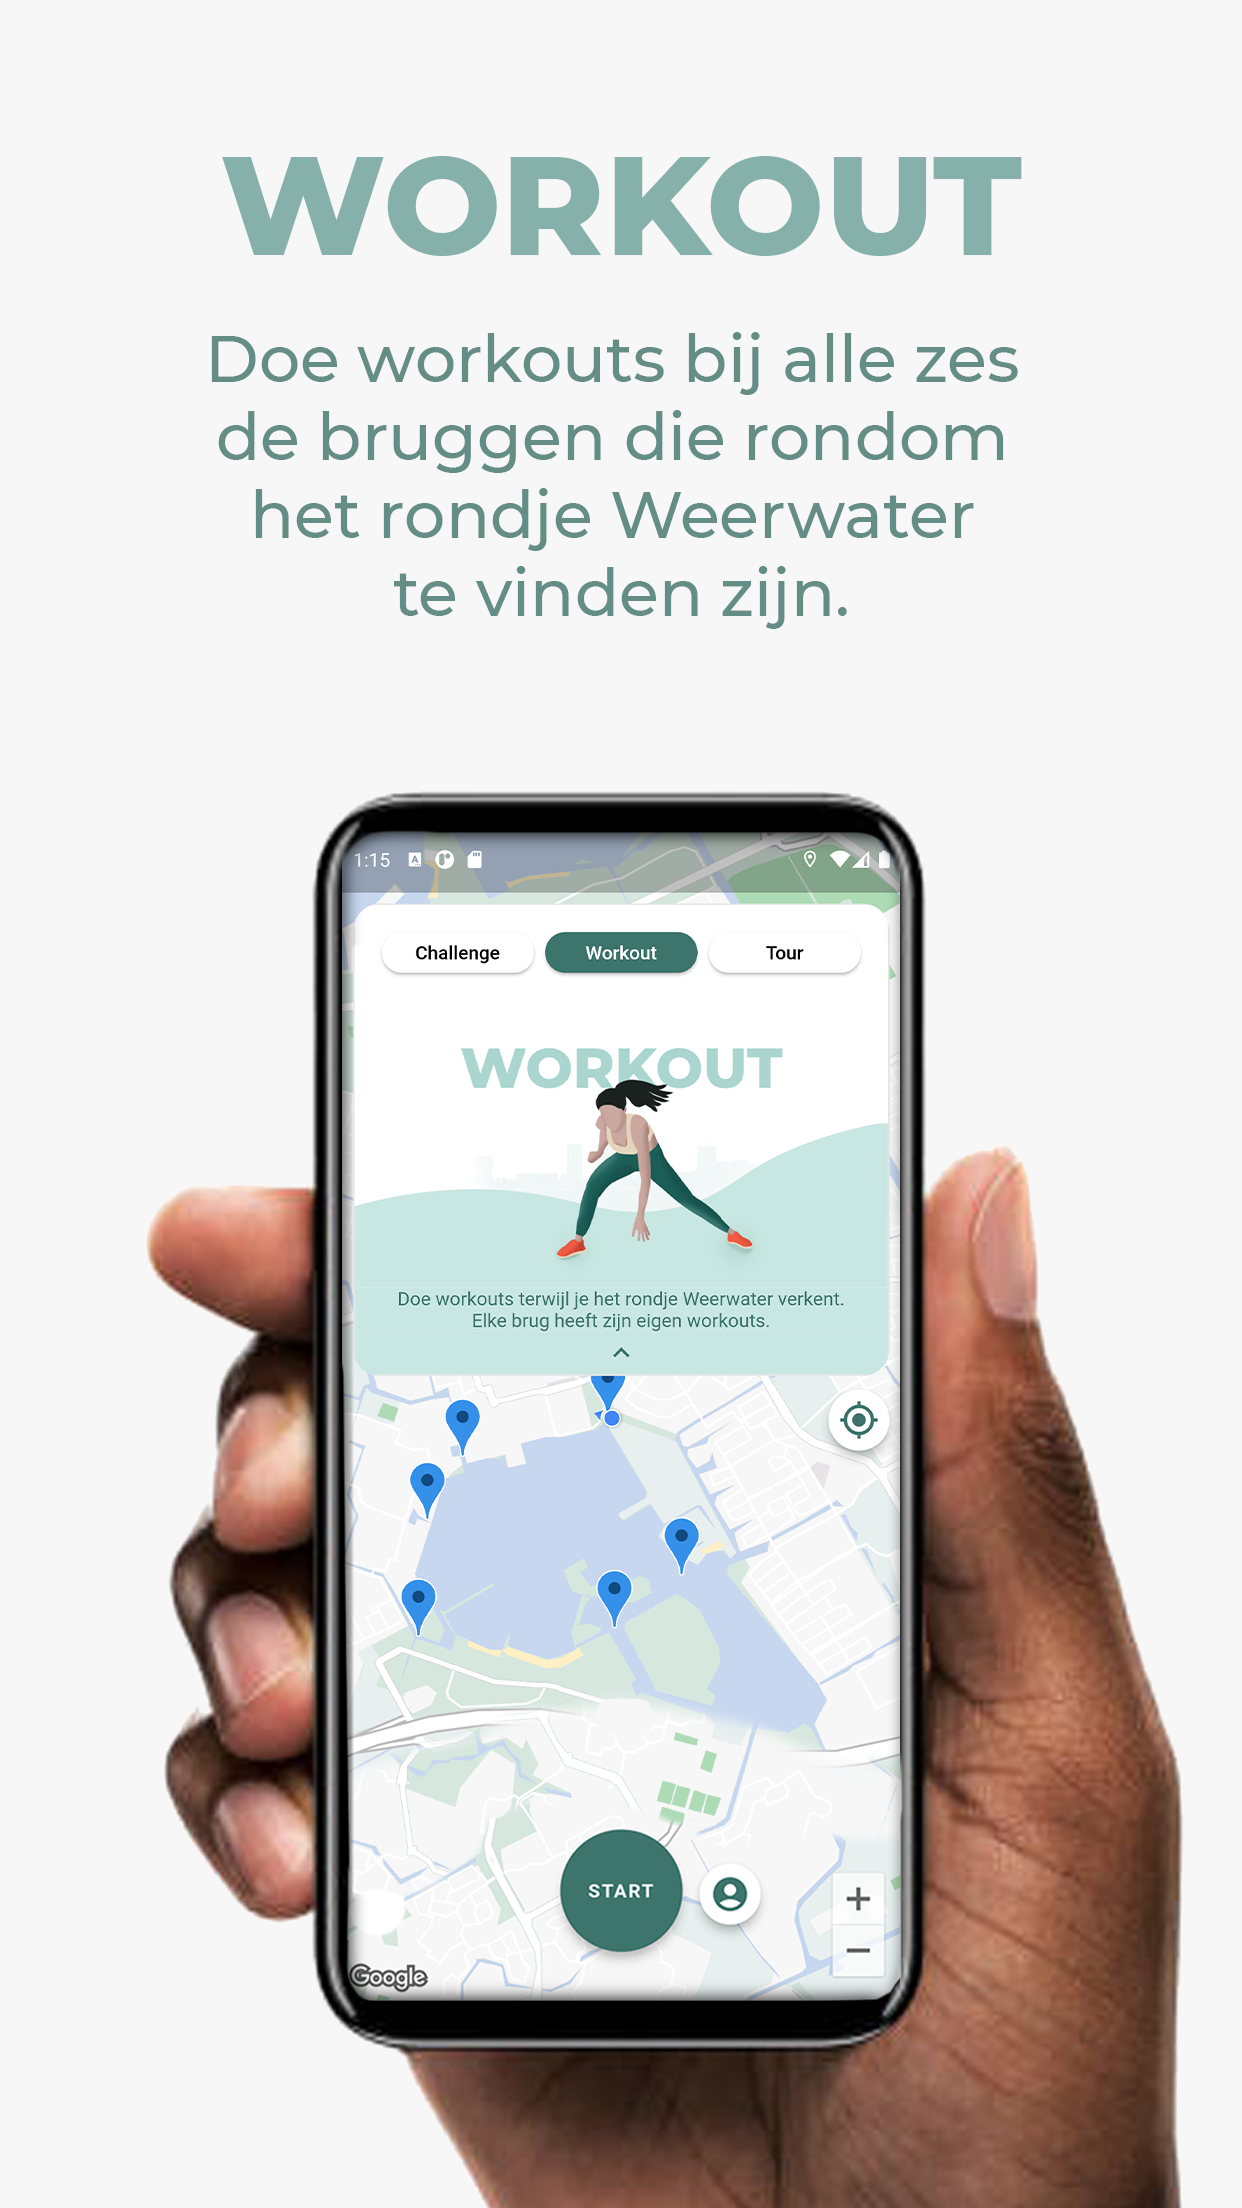 WORKOUT
Doe workouts bij alle zes
de bruggen die rondom
het rondje Weerwater
te vinden zijn.
1:15
Challenge
Workout
Tour
WORKOUT
Doe workouts terwijl je het rondje Weerwater verkent.
Elke brug heeft zijn eigen workouts.
START
+
−
Google